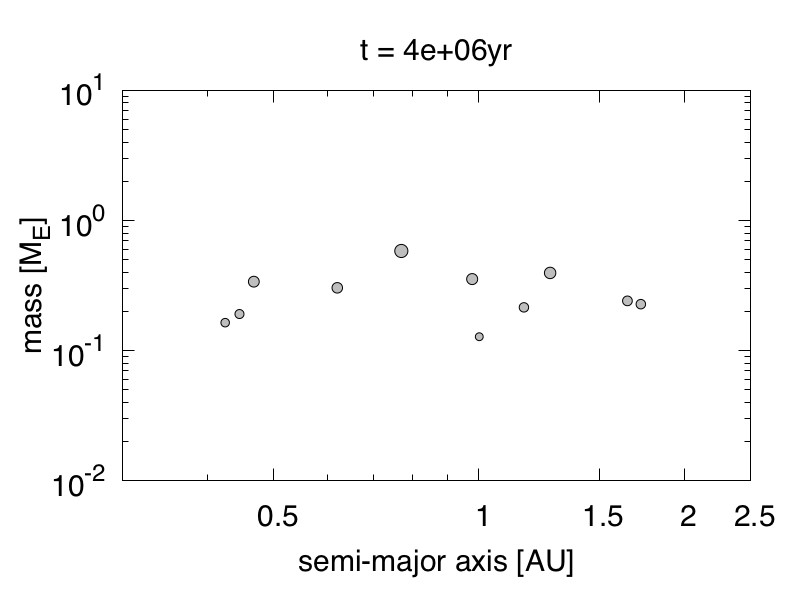 t = 4e+06yr
10^1
10^0
10^-1
10^-2
mass [M_E]
0.5 1 1.5 2 2.5
semi-major axis [AU]